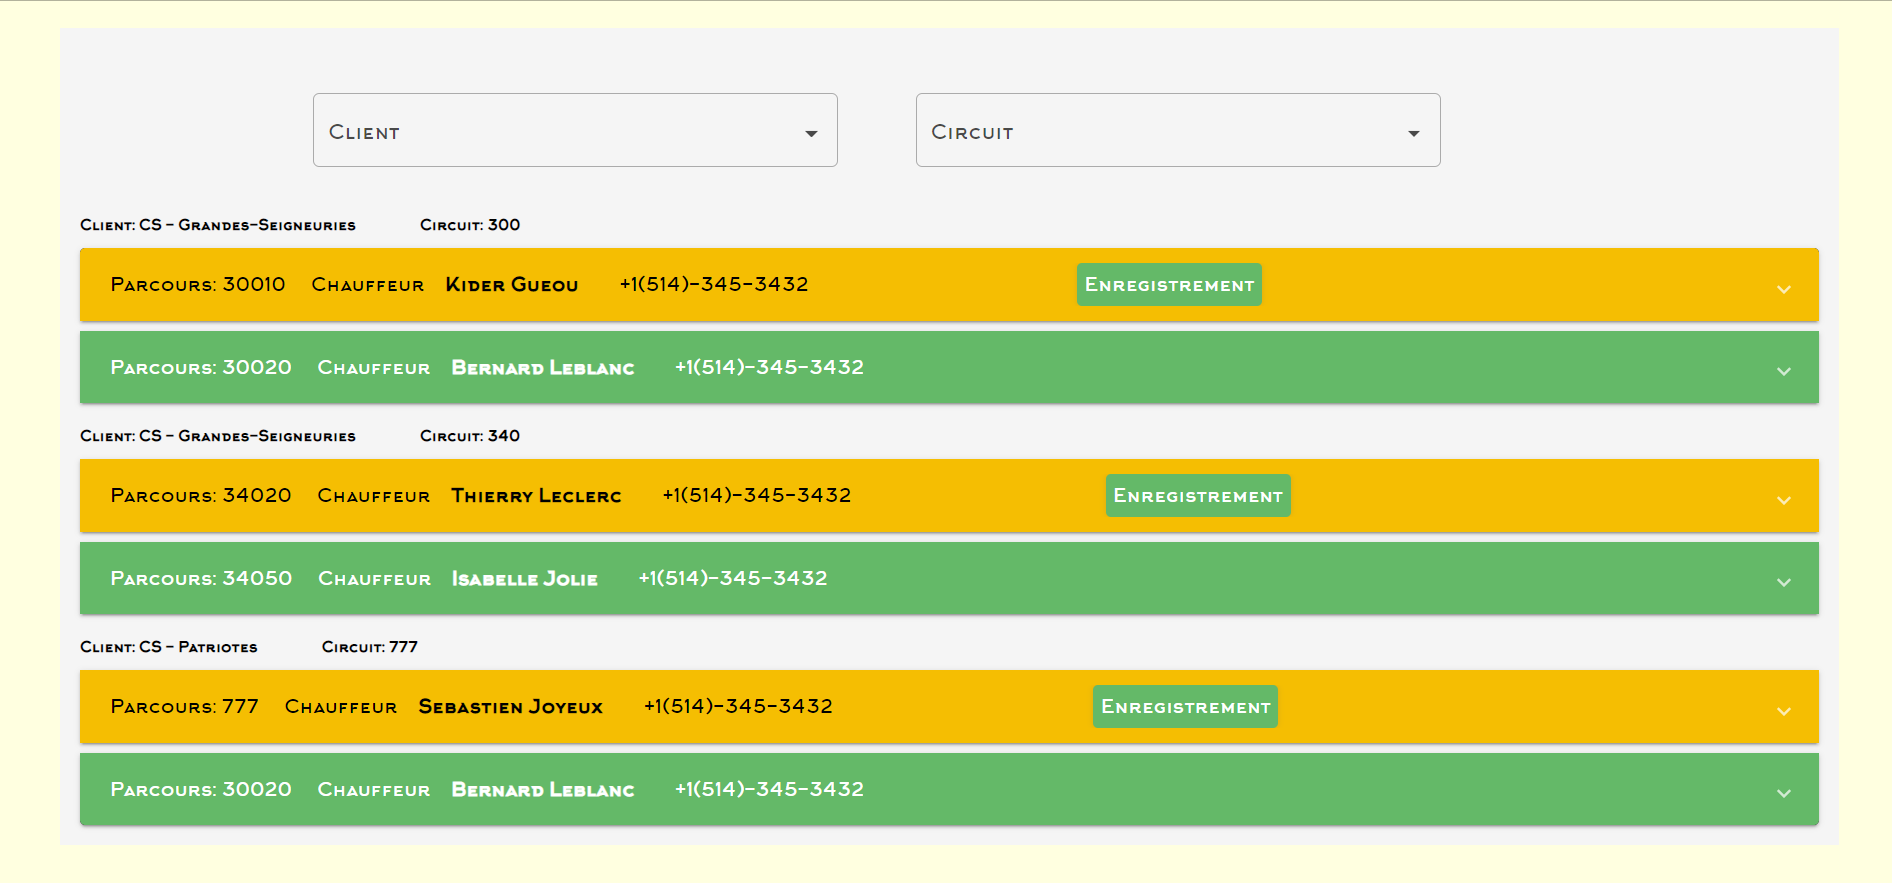 Client Circuit
Client: CS - Grandes-Seigneuries Circuit: 300
Parcours: 30010 Chauffeur Kider Gueou +1(514)-345-3432 Enregistrement
Parcours: 30020 Chauffeur Bernard Leblanc +1(514)-345-3432
Client: CS - Grandes-Seigneuries Circuit: 340
Parcours: 34020 Chauffeur Thierry Leclerc +1(514)-345-3432 Enregistrement
Parcours: 34050 Chauffeur Isabelle Jolie +1(514)-345-3432
Client: CS - Patriotes Circuit: 777
Parcours: 777 Chauffeur Sebastien Joyeux +1(514)-345-3432 Enregistrement
Parcours: 30020 Chauffeur Bernard Leblanc +1(514)-345-3432